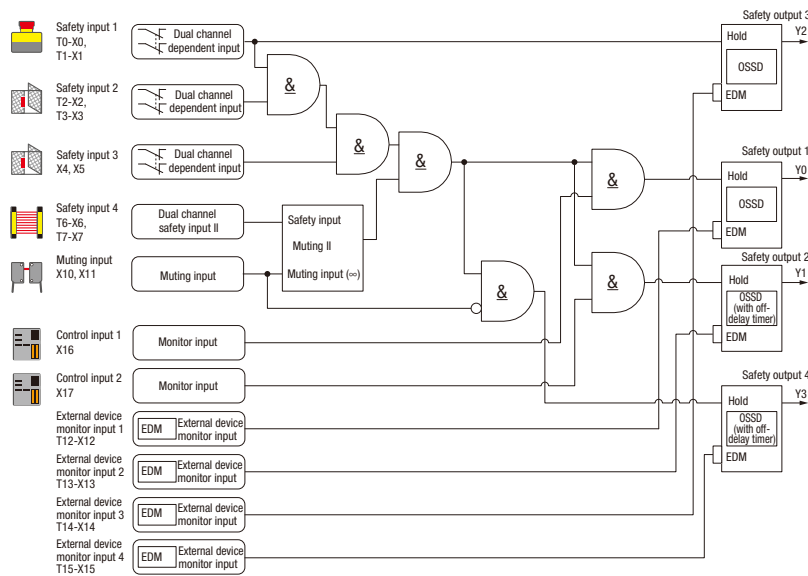 Safety input 1
T0-X0,
T1-X1
Dual channel
dependent input
Safety input 2
T2-X2,
T3-X3
Dual channel
dependent input
Safety input 3
X4, X5
Dual channel
dependent input
Safety input 4
T6-X6,
T7-X7
Dual channel
safety input II
Muting input
X10, X11
Muting input
Safety input
Muting II
Muting input (∞)
Control input 1
X16
Monitor input
Control input 2
X17
Monitor input
External device
monitor input 1
T12-X12
EDM
External device
monitor input
External device
monitor input 2
T13-X13
EDM
External device
monitor input
External device
monitor input 3
T14-X14
EDM
External device
monitor input
External device
monitor input 4
T15-X15
EDM
External device
monitor input
&
&
&
&
&
&
Safety output 3
Hold
Y2
OSSD
EDM
Safety output 1
Hold
Y0
OSSD
EDM
Safety output 2
Hold
Y1
OSSD
(with off-
delay timer)
EDM
Safety output 4
Hold
Y3
OSSD
(with off-
delay timer)
EDM